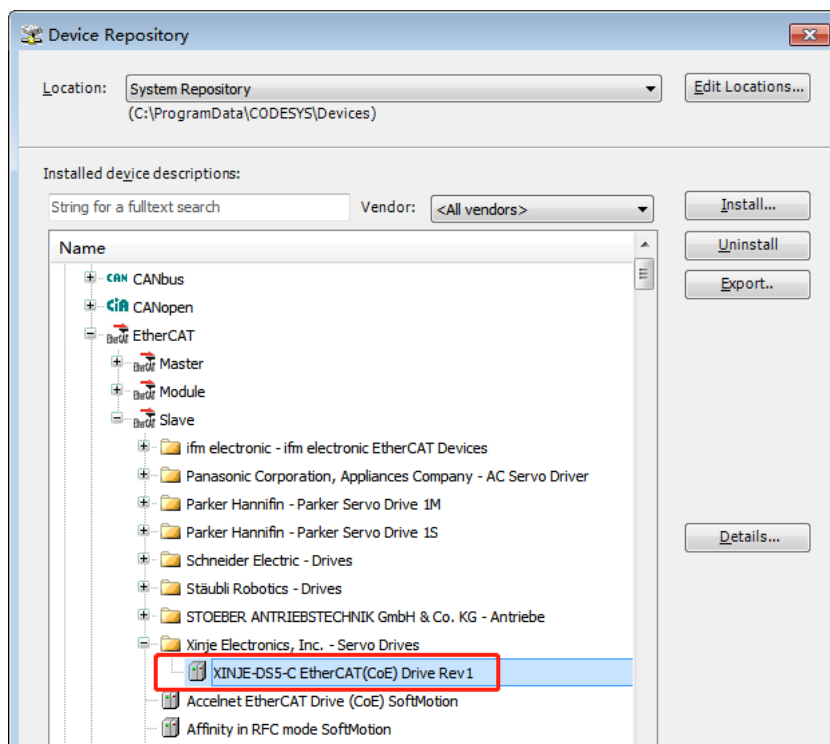 Device Repository
Location: System Repository Edit Locations...
(C:\ProgramData\CODESYS\Devices)
Installed device descriptions:
String for a fulltext search Vendor: <All vendors> Install...
Name Uninstall
CAN CANbus
CiA CANopen Export..
EtherCAT
Master
Module
Slave
ifm electronic - ifm electronic EtherCAT Devices
Panasonic Corporation, Appliances Company - AC Servo Driver
Parker Hannifin - Parker Servo Drive 1M
Parker Hannifin - Parker Servo Drive 1S Details...
Schneider Electric - Drives
Stäubli Robotics - Drives
STOEBER ANTRIEBSTECHNIK GmbH & Co. KG - Antriebe
Xinje Electronics, Inc. - Servo Drives
XINJE-DS5-C EtherCAT(CoE) Drive Rev1
Accelnet EtherCAT Drive (CoE) SoftMotion
Affinity in RFC mode SoftMotion